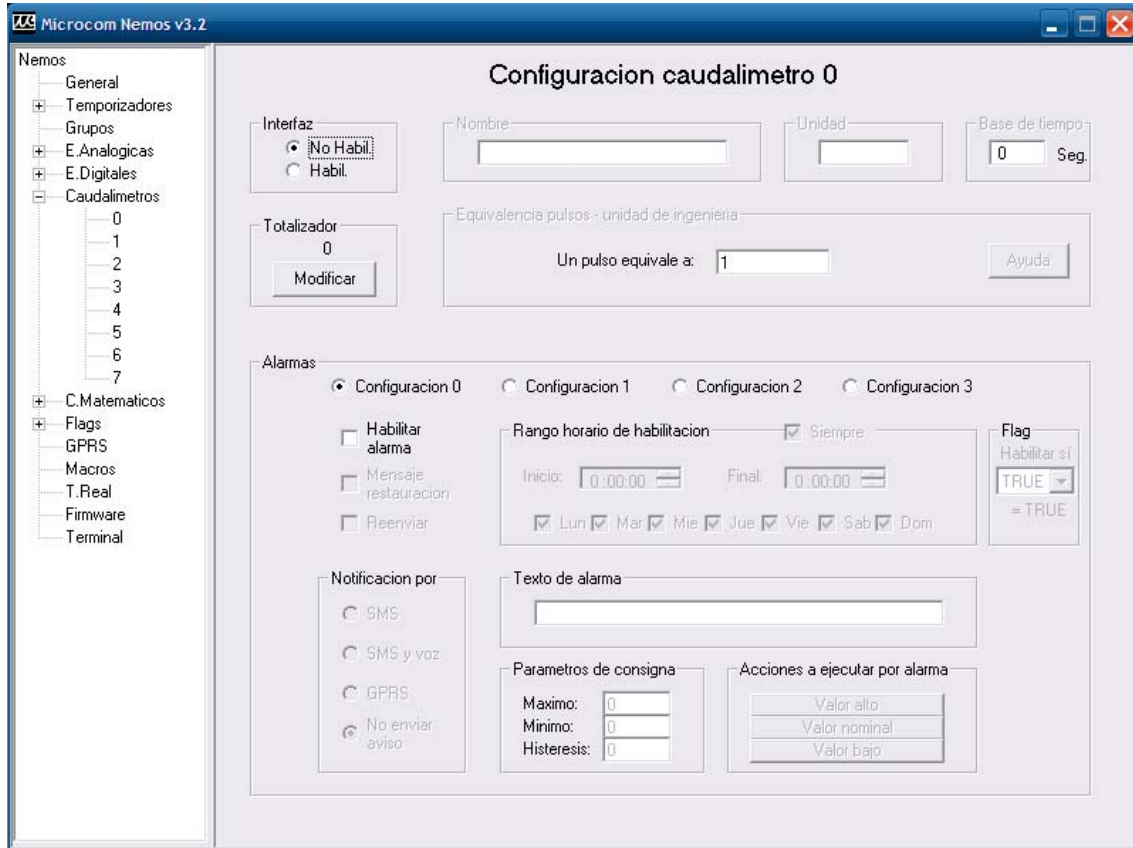 Microcom Nemos v3.2
Nemos
General
Temporizadores
Grupos
E.Analogicas
E.Digitales
Caudalimetros
0
1
2
3
4
5
6
7
C.Matematicos
Flags
GPRS
Macros
T.Real
Firmware
Terminal
Configuracion caudalimetro 0
Interfaz
No Habil.
Habil.
Nombre
Unidad
Base de tiempo
0 Seg.
Totalizador
0
Modificar
Equivalencia pulsos - unidad de ingenieria
Un pulso equivale a: 1
Ayuda
Alarmas
Configuracion 0 Configuracion 1 Configuracion 2 Configuracion 3
Habilitar
alarma
Mensaje
restauracion
Reenviar
Rango horario de habilitacion Siempre
Inicio: 0:00:00 Final: 0:00:00
Lun Mar Mie Jue Vie Sab Dom
Flag
Habilitar sí
TRUE
= TRUE
Notificacion por
SMS
SMS y voz
GPRS
No enviar
aviso
Texto de alarma
Parametros de consigna
Maximo: 0
Minimo: 0
Histeresis: 0
Acciones a ejecutar por alarma
Valor alto
Valor nominal
Valor bajo